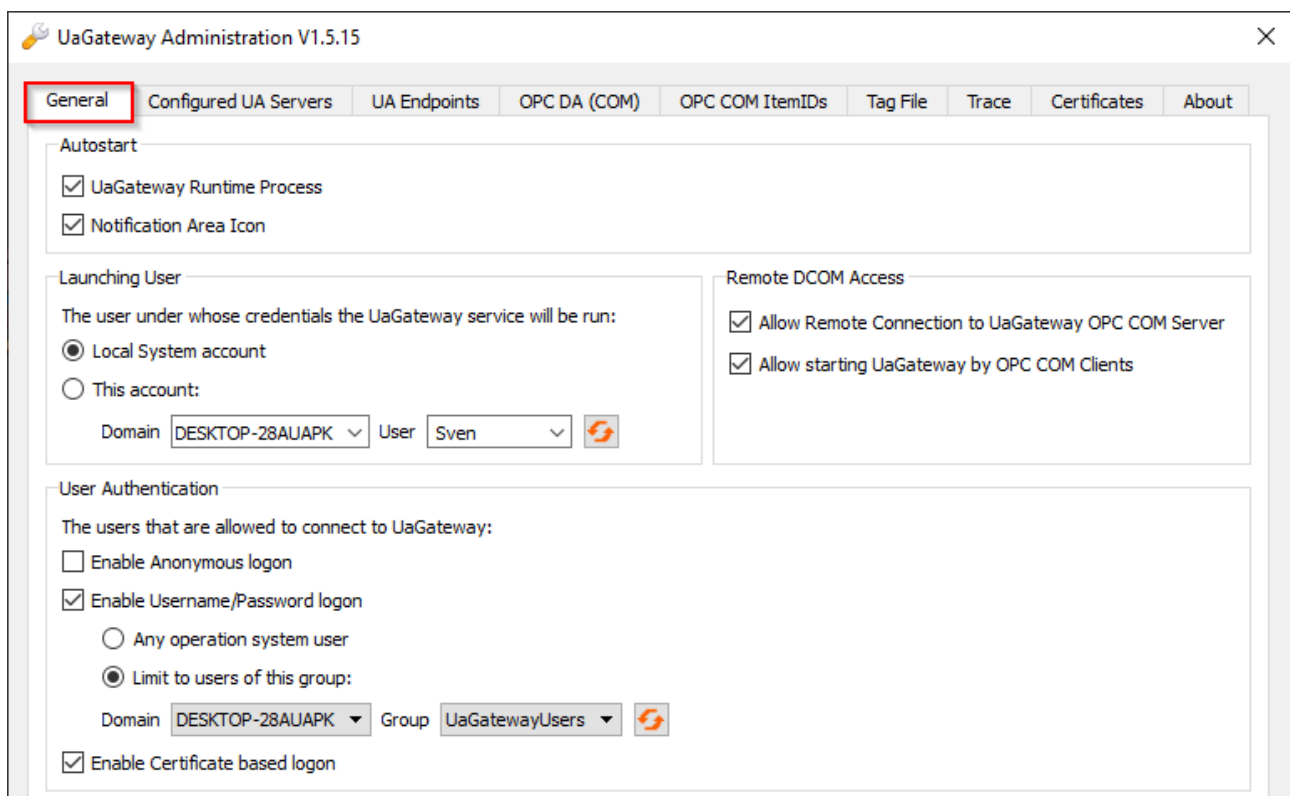 UaGateway Administration V1.5.15
General Configured UA Servers UA Endpoints OPC DA (COM) OPC COM ItemIDs Tag File Trace Certificates About
Autostart
UaGateway Runtime Process
Notification Area Icon
Launching User
The user under whose credentials the UaGateway service will be run:
Local System account
This account:
Domain DESKTOP-28AUAPK User Sven
Remote DCOM Access
Allow Remote Connection to UaGateway OPC COM Server
Allow starting UaGateway by OPC COM Clients
User Authentication
The users that are allowed to connect to UaGateway:
Enable Anonymous logon
Enable Username/Password logon
Any operation system user
Limit to users of this group:
Domain DESKTOP-28AUAPK Group UaGatewayUsers
Enable Certificate based logon